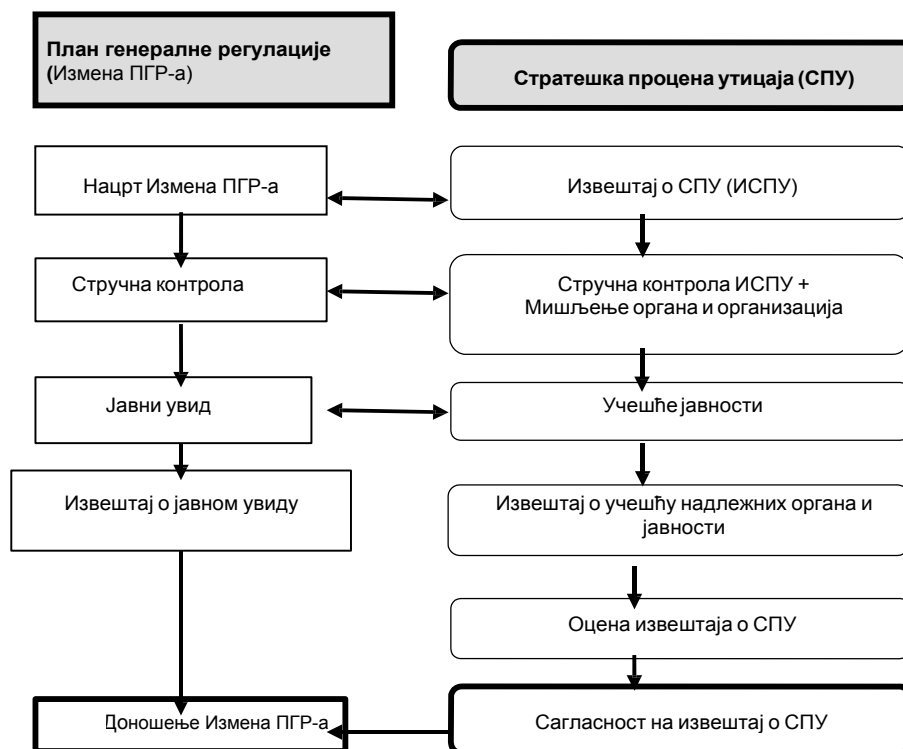 План генералне регулације
(Измена ПГР-а)
Стратешка процена утицаја (СПУ)
Нацрт Измена ПГР-а
Извештај о СПУ (ИСПУ)
Стручна контрола
Стручна контрола ИСПУ +
Мишљење органа и организација
Јавни увид
Учешће јавности
Извештај о јавном увиду
Извештај о учешћу надлежних органа и
јавности
Оцена извештаја о СПУ
Доношење Измена ПГР-а
Сагласност на извештај о СПУ